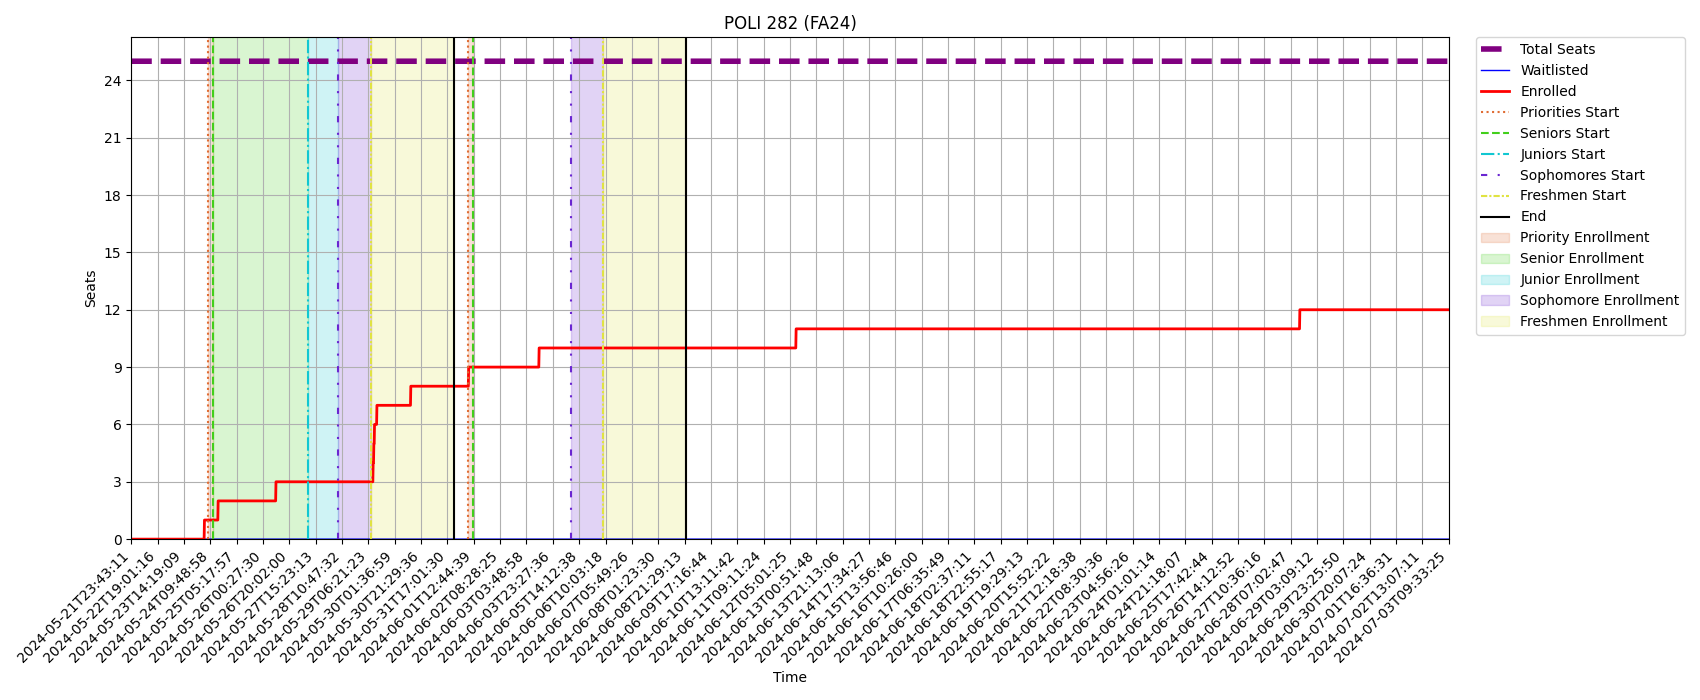 POLI 282 (FA24)
Seats
24
21
18
15
12
9
6
3
0
2024-05-21T23:43:11
2024-05-22T19:01:16
2024-05-23T14:19:09
2024-05-24T09:48:58
2024-05-25T05:17:57
2024-05-26T00:27:30
2024-05-26T20:02:00
2024-05-27T15:23:13
2024-05-28T10:47:32
2024-05-29T06:21:23
2024-05-30T01:36:59
2024-05-30T21:29:36
2024-05-31T17:01:30
2024-06-01T12:44:39
2024-06-02T08:28:25
2024-06-03T03:48:58
2024-06-03T23:27:36
2024-06-05T14:12:38
2024-06-06T10:03:18
2024-06-07T05:49:26
2024-06-08T01:23:30
2024-06-08T21:29:13
2024-06-09T17:16:44
2024-06-10T13:11:42
2024-06-11T09:11:24
2024-06-12T05:01:25
2024-06-13T00:51:48
2024-06-13T21:13:06
2024-06-14T17:34:27
2024-06-15T13:56:46
2024-06-16T10:26:00
2024-06-17T06:35:49
2024-06-18T02:37:11
2024-06-18T22:55:17
2024-06-19T19:29:13
2024-06-20T15:52:22
2024-06-21T12:18:38
2024-06-22T08:30:36
2024-06-23T04:56:26
2024-06-24T01:01:14
2024-06-24T21:18:07
2024-06-25T17:42:44
2024-06-26T14:12:52
2024-06-27T10:36:16
2024-06-28T07:02:47
2024-06-29T03:09:12
2024-06-29T23:25:50
2024-06-30T20:07:24
2024-07-01T16:36:31
2024-07-02T13:07:11
2024-07-03T09:33:25
Time
Total Seats
Waitlisted
Enrolled
Priorities Start
Seniors Start
Juniors Start
Sophomores Start
Freshmen Start
End
Priority Enrollment
Senior Enrollment
Junior Enrollment
Sophomore Enrollment
Freshmen Enrollment